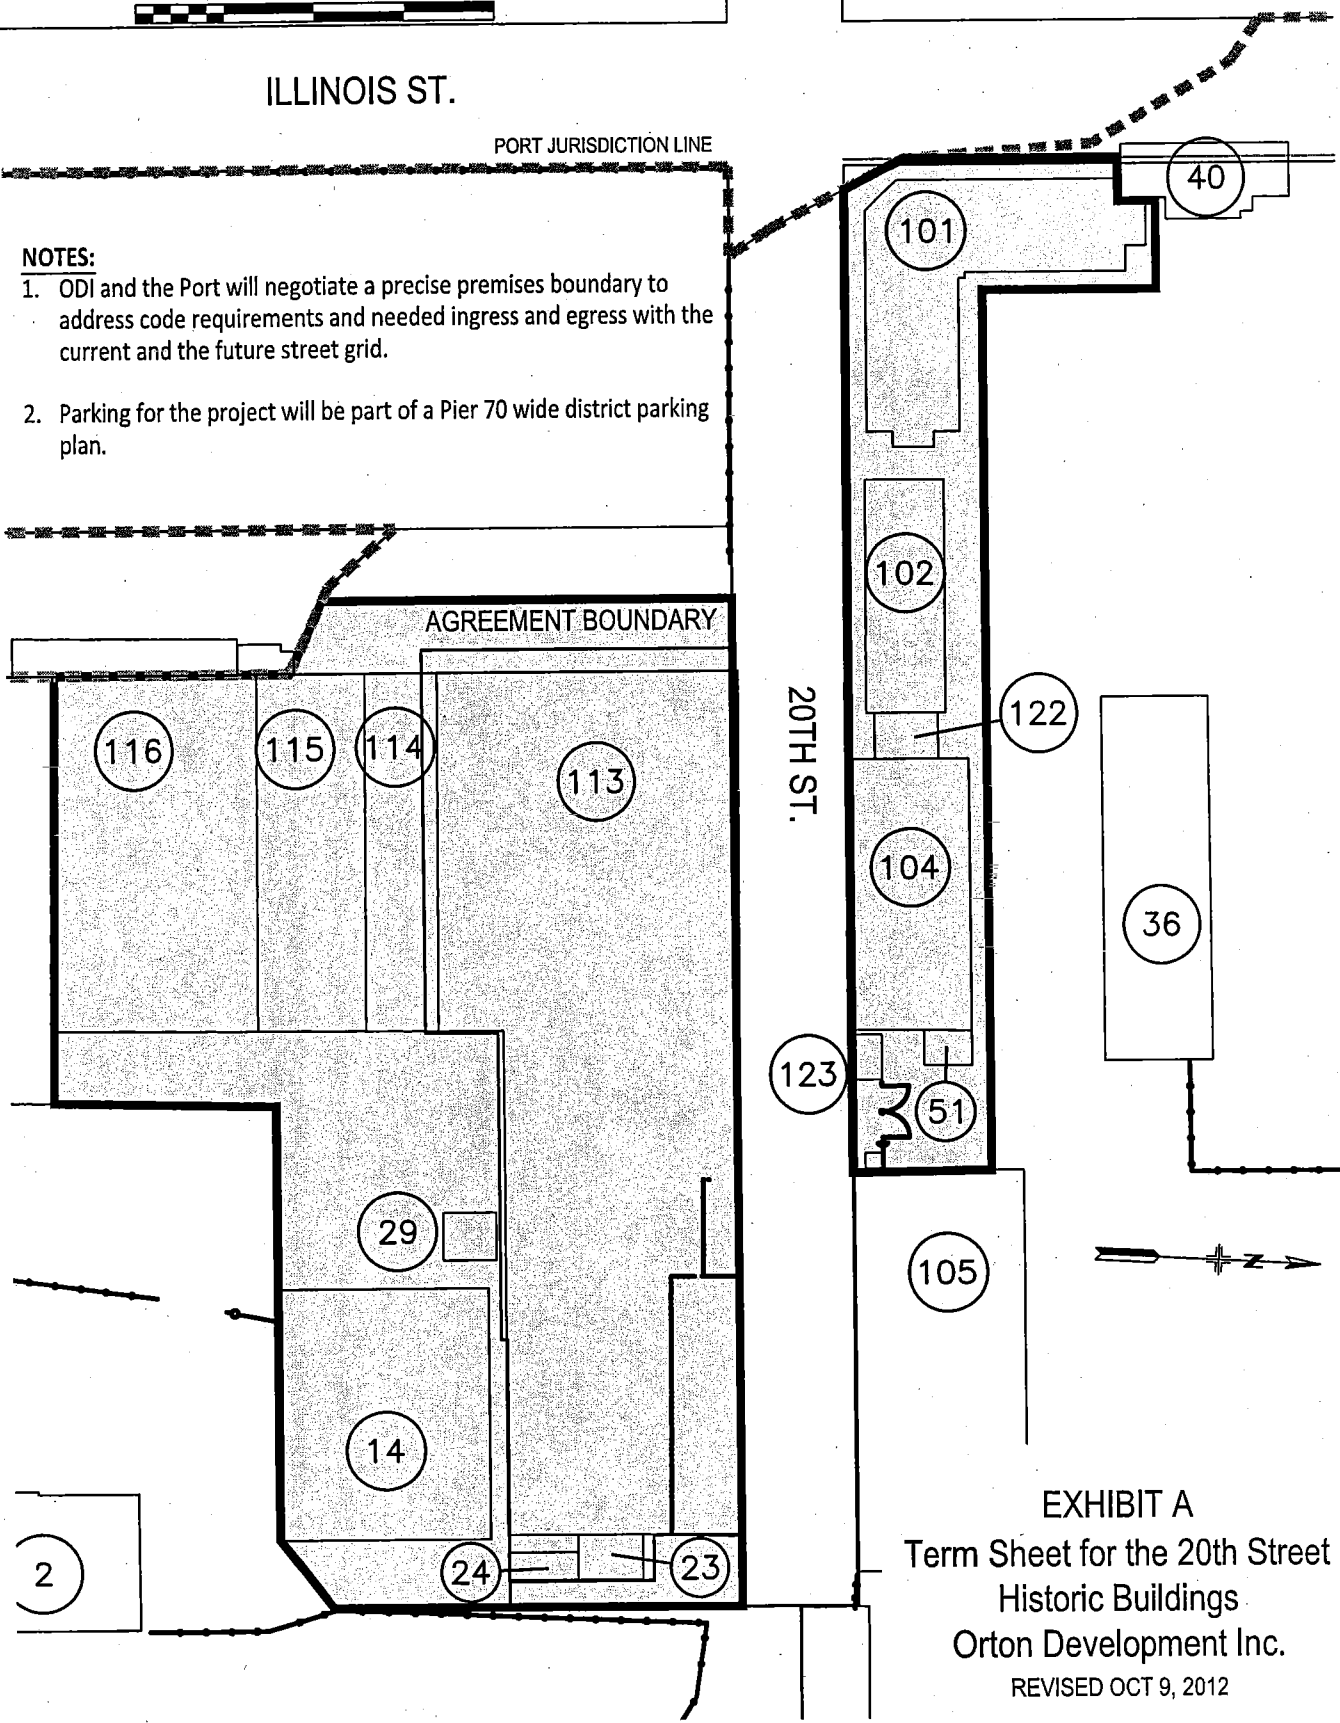 ILLINOIS ST.
PORT JURISDICTION LINE
40
101
NOTES:
1. ODI and the Port will negotiate a precise premises boundary to
address code requirements and needed ingress and egress with the
current and the future street grid.
2. Parking for the project will be part of a Pier 70 wide district parking
plan.
102
AGREEMENT BOUNDARY
20TH ST.
122
116
115
114
113
104
36
123
51
29
105
N
14
2
24
23
EXHIBIT A
Term Sheet for the 20th Street
Historic Buildings
Orton Development Inc.
REVISED OCT 9, 2012